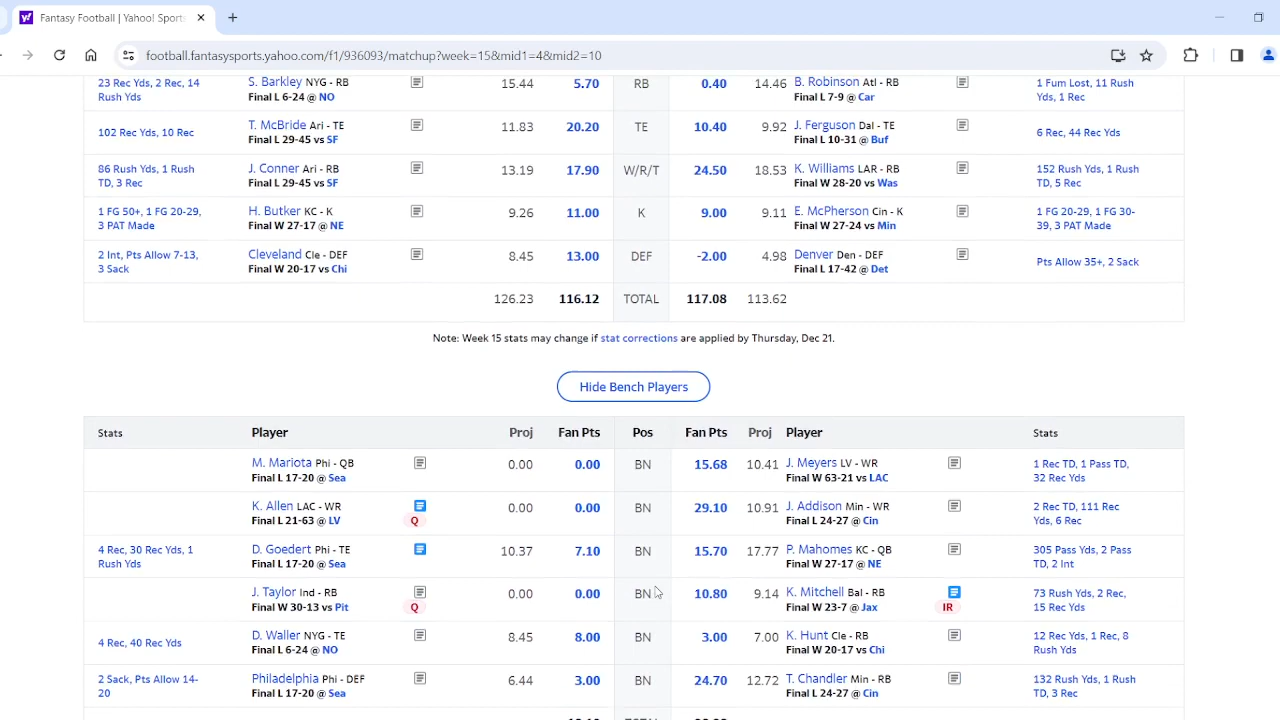 Fantasy Football | Yahoo! Sports
football.fantasysports.yahoo.com/f1/936093/matchup?week=15&mid1=4&mid2=10
23 Rec Yds, 2 Rec, 14 Rush Yds S. Barkley NYG - RB 15.44 5.70 RB 0.40 14.46 B. Robinson Atl - RB 1 Fum Lost, 11 Rush Yds, 1 Rec
Final L 6-24 @ NO Final L 7-9 @ Car
102 Rec Yds, 10 Rec T. McBride Ari - TE 11.83 20.20 TE 10.40 9.92 J. Ferguson Dal - TE 6 Rec, 44 Rec Yds
Final L 29-45 vs SF Final L 10-31 @ Buf
86 Rush Yds, 1 Rush TD, 3 Rec J. Conner Ari - RB 13.19 17.90 W/R/T 24.50 18.53 K. Williams LAR - RB 152 Rush Yds, 1 Rush TD, 5 Rec
Final L 29-45 vs SF Final W 28-20 vs Was
1 FG 50+, 1 FG 20-29, 3 PAT Made H. Butker KC - K 9.26 11.00 K 9.00 9.11 E. McPherson Cin - K 1 FG 20-29, 1 FG 30-39, 3 PAT Made
Final W 27-17 @ NE Final W 27-24 vs Min
2 Int, Pts Allow 7-13, 3 Sack Cleveland Cle - DEF 8.45 13.00 DEF -2.00 4.98 Denver Den - DEF Pts Allow 35+, 2 Sack
Final W 20-17 vs Chi Final L 17-42 @ Det
126.23 116.12 TOTAL 117.08 113.62
Note: Week 15 stats may change if stat corrections are applied by Thursday, Dec 21.
Hide Bench Players
Stats Player Proj Fan Pts Pos Fan Pts Proj Player Stats
M. Mariota Phi - QB 0.00 0.00 BN 15.68 10.41 J. Meyers LV - WR 1 Rec TD, 1 Pass TD, 32 Rec Yds
Final L 17-20 @ Sea Final W 63-21 vs LAC
K. Allen LAC - WR 0.00 0.00 BN 29.10 10.91 J. Addison Min - WR 2 Rec TD, 111 Rec Yds, 6 Rec
Final L 21-63 @ LV Q Final L 24-27 @ Cin
4 Rec, 30 Rec Yds, 1 Rush Yds D. Goedert Phi - TE 10.37 7.10 BN 15.70 17.77 P. Mahomes KC - QB 305 Pass Yds, 2 Pass TD, 2 Int
Final L 17-20 @ Sea Final W 27-17 @ NE
J. Taylor Ind - RB 0.00 0.00 BN 10.80 9.14 K. Mitchell Bal - RB 73 Rush Yds, 2 Rec, 15 Rec Yds
Final W 30-13 vs Pit Q Final W 23-7 @ Jax IR
4 Rec, 40 Rec Yds D. Waller NYG - TE 8.45 8.00 BN 3.00 7.00 K. Hunt Cle - RB 12 Rec Yds, 1 Rec, 8 Rush Yds
Final L 6-24 @ NO Final W 20-17 vs Chi
2 Sack, Pts Allow 14-20 Philadelphia Phi - DEF 6.44 3.00 BN 24.70 12.72 T. Chandler Min - RB 132 Rush Yds, 1 Rush TD, 3 Rec
Final L 17-20 @ Sea Final L 24-27 @ Cin